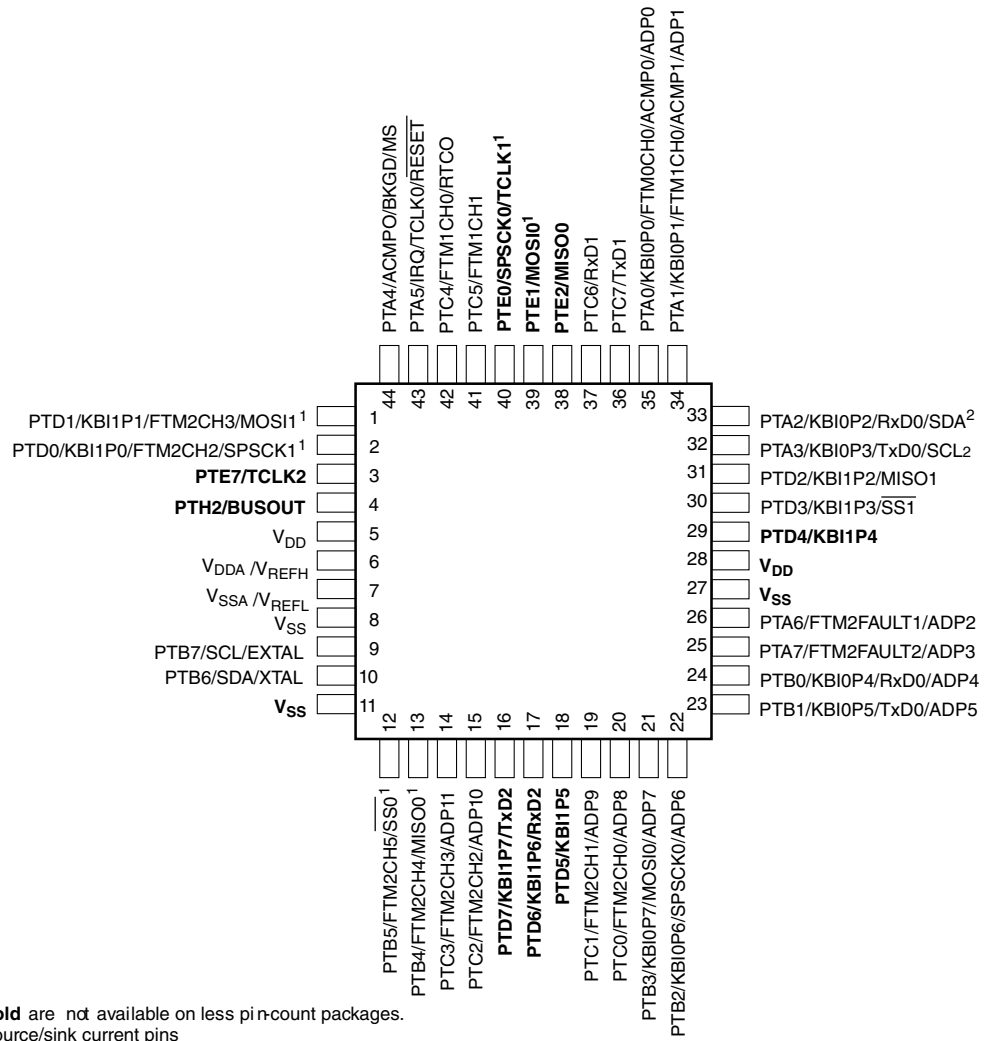 PTA4/ACMPO/BKGD/MS
PTA5/IRQ/TCLK0/RESET
PTC4/FTM1CH0/RTCO
PTC5/FTM1CH1
PTE0/SPSCK0/TCLK1¹
PTE1/MOSI0¹
PTE2/MISO0
PTC6/RxD1
PTC7/TxD1
PTA0/KBI0P0/FTM0CH0/ACMP0/ADP0
PTA1/KBI0P1/FTM1CH0/ACMP1/ADP1
44
43
42
41
40
39
38
37
36
35
34
PTD1/KBI1P1/FTM2CH3/MOSI1¹ 1
PTD0/KBI1P0/FTM2CH2/SPSCK1¹ 2
PTE7/TCLK2 3
PTH2/BUSOUT 4
VDD 5
VDDA /VREFH 6
VSSA /VREFL 7
VSS 8
PTB7/SCL/EXTAL 9
PTB6/SDA/XTAL 10
VSS 11
33 PTA2/KBI0P2/RxD0/SDA²
32 PTA3/KBI0P3/TxD0/SCL2
31 PTD2/KBI1P2/MISO1
30 PTD3/KBI1P3/SS1
29 PTD4/KBI1P4
28 VDD
27 VSS
26 PTA6/FTM2FAULT1/ADP2
25 PTA7/FTM2FAULT2/ADP3
24 PTB0/KBI0P4/RxD0/ADP4
23 PTB1/KBI0P5/TxD0/ADP5
12
13
14
15
16
17
18
19
20
21
22
PTB5/FTM2CH5/SS0¹
PTB4/FTM2CH4/MISO0¹
PTC3/FTM2CH3/ADP11
PTC2/FTM2CH2/ADP10
PTD7/KBI1P7/TxD2
PTD6/KBI1P6/RxD2
PTD5/KBI1P5
PTC1/FTM2CH1/ADP9
PTC0/FTM2CH0/ADP8
PTB3/KBI0P7/MOSI0/ADP7
PTB2/KBI0P6/SPSCK0/ADP6
old are not available on less pin-count packages.
ource/sink current pins